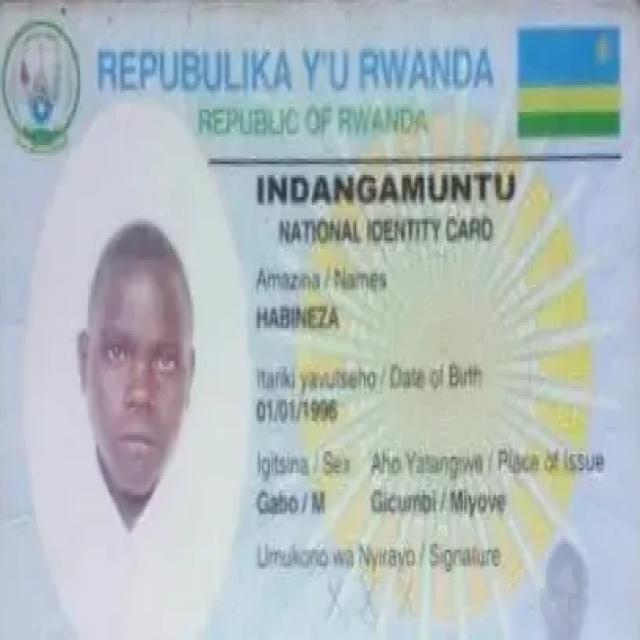 REPUBULIKA Y'U RWANDA
REPUBLIC OF RWANDA
INDANGAMUNTU
NATIONAL IDENTITY CARD
Amazina / Names
HABINEZA
Itariki yavutseho / Date of Birth
01/01/1996
Igitsina / Sex Aho Yatangiwe / Place of Issue
Gabo / M Gicumbi / Miyove
Umukono wa Nyirayo / Signature
X X X